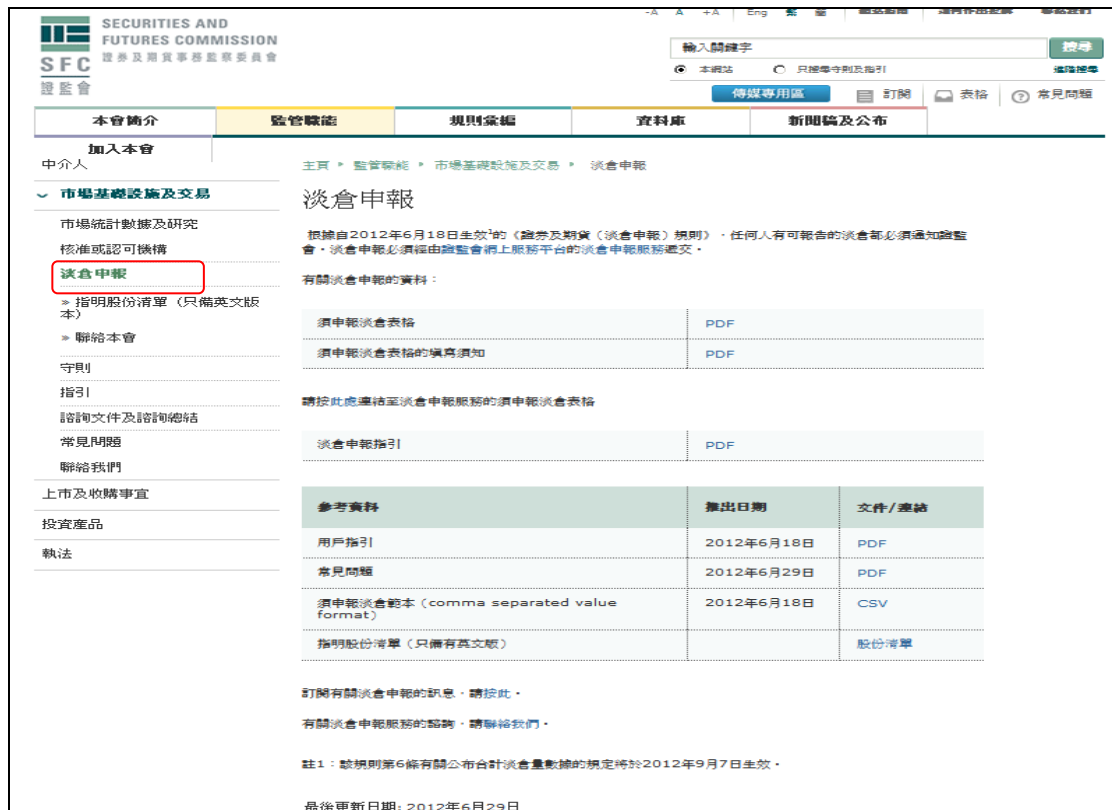 SECURITIES AND
FUTURES COMMISSION
證券及期貨事務監察委員會
SFC
證監會
-A A +A Eng 繁
輸入關鍵字 搜尋
本網站 只搜尋守則及指引 進階搜尋
傳媒專用區 訂閱 表格 常見問題
本會簡介 監管職能 規則彙編 資料庫 新聞稿及公布
加入本會
中介人
市場基礎設施及交易
市場統計數據及研究
核准或認可機構
淡倉申報
» 指明股份清單（只備英文版
本）
» 聯絡本會
守則
指引
諮詢文件及諮詢總結
常見問題
聯絡我們
上市及收購事宜
投資產品
執法
主頁 監管職能 市場基礎設施及交易 淡倉申報
淡倉申報
根據自2012年6月18日生效¹的《證券及期貨（淡倉申報）規則》，任何人有可報告的淡倉都必須通知證監
會。淡倉申報必須經由證監會網上服務平台的淡倉申報服務遞交。
有關淡倉申報的資料：
須申報淡倉表格 PDF
須申報淡倉表格的填寫須知 PDF
請按此處連結至淡倉申報服務的須申報淡倉表格
淡倉申報指引 PDF
參考資料 推出日期 文件/連結
用戶指引 2012年6月18日 PDF
常見問題 2012年6月29日 PDF
須申報淡倉範本（comma separated value
format） 2012年6月18日 CSV
指明股份清單（只備有英文版） 股份清單
訂閱有關淡倉申報的訊息，請按此。
有關淡倉申報服務的諮詢，請聯絡我們。
註1：該規則第6條有關公布合計淡倉量數據的規定將於2012年9月7日生效。
最後更新日期: 2012年6月29日